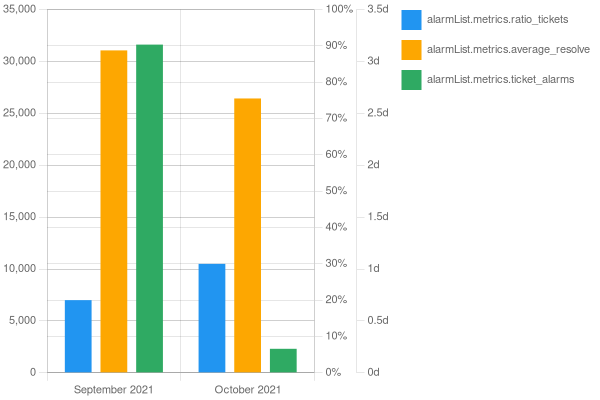 35,000
30,000
25,000
20,000
15,000
10,000
5,000
0
September 2021
October 2021
100%
90%
80%
70%
60%
50%
40%
30%
20%
10%
0%
3.5d
3d
2.5d
2d
1.5d
1d
0.5d
0d
alarmList.metrics.ratio_tickets
alarmList.metrics.average_resolve
alarmList.metrics.ticket_alarms